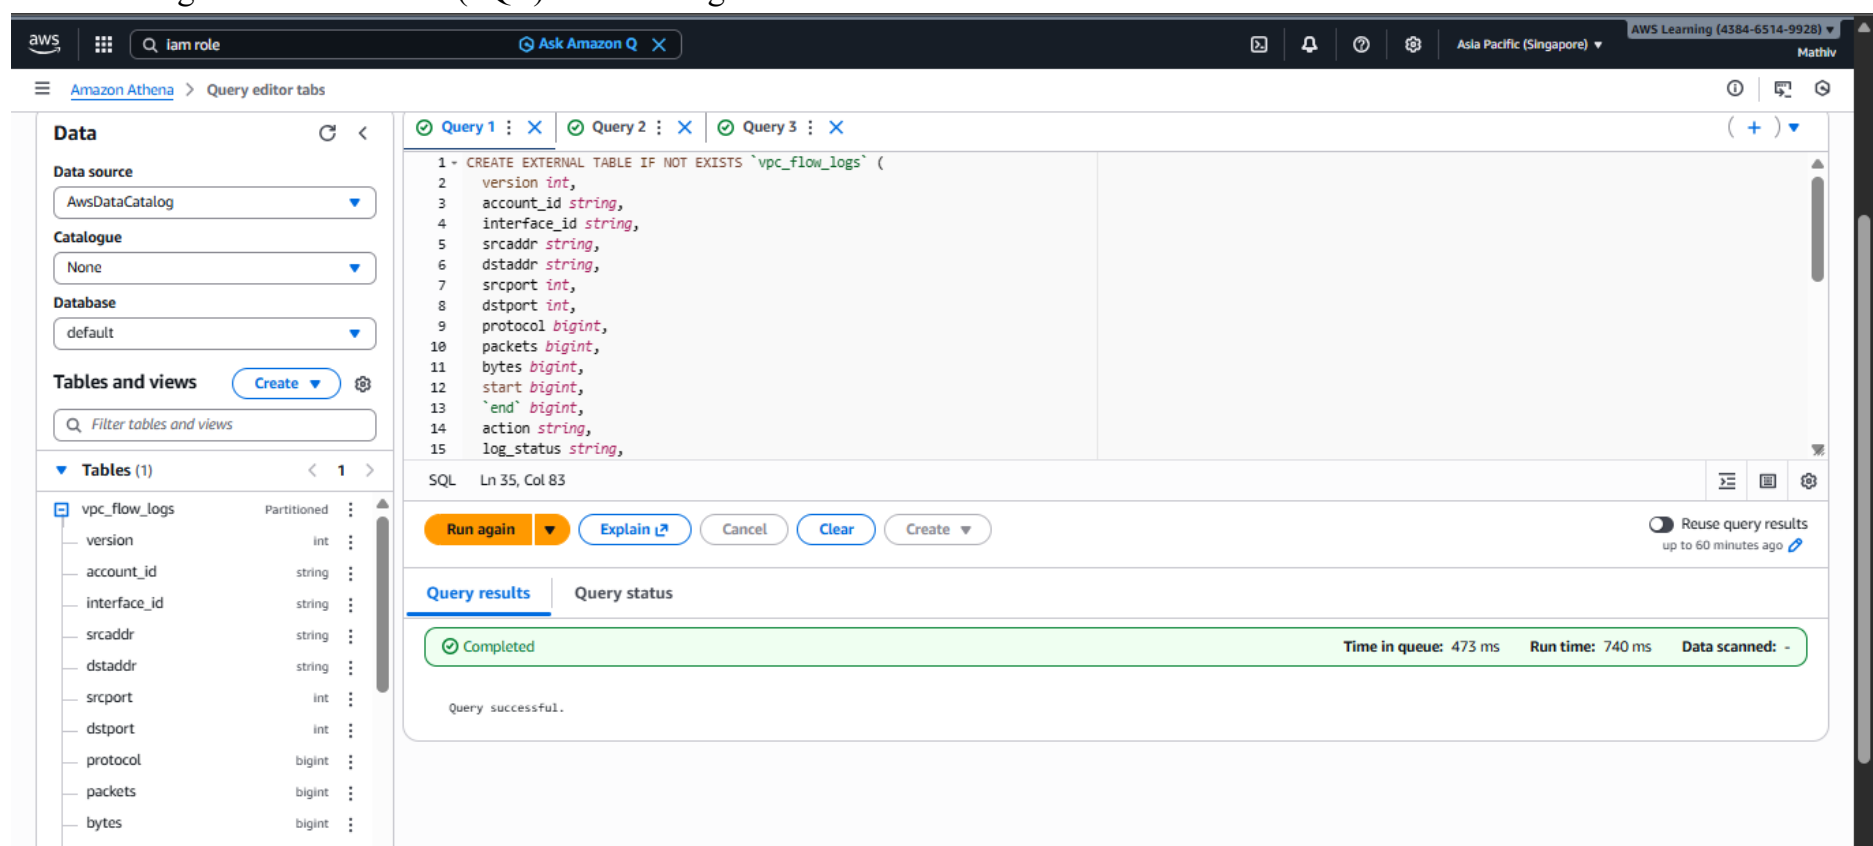 aws
iam role
Ask Amazon Q
Asia Pacific (Singapore)
AWS Learning (4384-6514-9928)
Mathiv
Amazon Athena > Query editor tabs
Data
Data source
AwsDataCatalog
Catalogue
None
Database
default
Tables and views
Create
Filter tables and views
Tables (1)
< 1 >
vpc_flow_logs Partitioned
version int
account_id string
interface_id string
srcaddr string
dstaddr string
srcport int
dstport int
protocol bigint
packets bigint
bytes bigint
Query 1 Query 2 Query 3
1 CREATE EXTERNAL TABLE IF NOT EXISTS `vpc_flow_logs` (
2 version int,
3 account_id string,
4 interface_id string,
5 srcaddr string,
6 dstaddr string,
7 srcport int,
8 dstport int,
9 protocol bigint,
10 packets bigint,
11 bytes bigint,
12 start bigint,
13 `end` bigint,
14 action string,
15 log_status string,
SQL Ln 35, Col 83
Run again Explain Cancel Clear Create
Reuse query results
up to 60 minutes ago
Query results Query status
Completed Time in queue: 473 ms Run time: 740 ms Data scanned: -
Query successful.